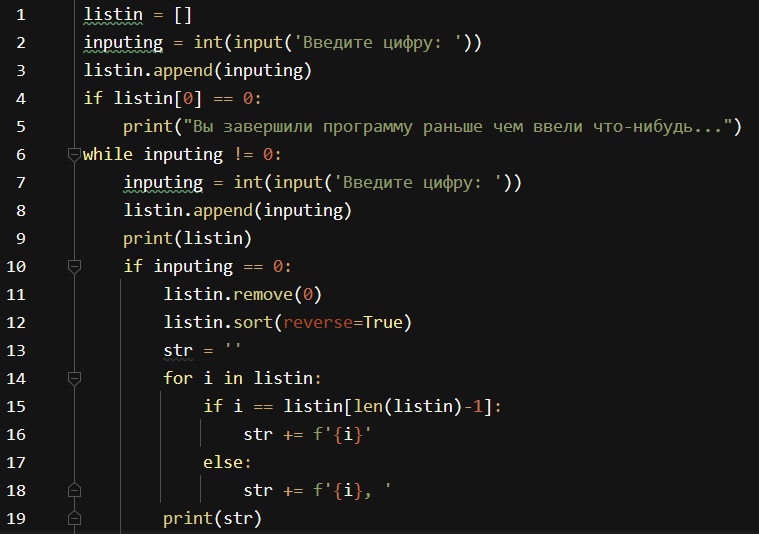 1 listin = []
2 inputing = int(input('Введите цифру: '))
3 listin.append(inputing)
4 if listin[0] == 0:
5     print("Вы завершили программу раньше чем ввели что-нибудь...")
6 while inputing != 0:
7     inputing = int(input('Введите цифру: '))
8     listin.append(inputing)
9     print(listin)
10     if inputing == 0:
11         listin.remove(0)
12         listin.sort(reverse=True)
13         str = ''
14         for i in listin:
15             if i == listin[len(listin)-1]:
16                 str += f'{i}'
17             else:
18                 str += f'{i}, '
19         print(str)